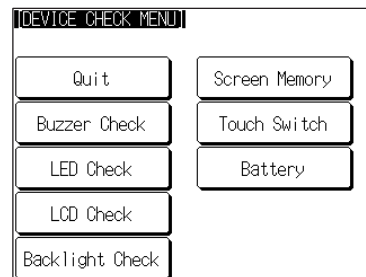 [DEVICE CHECK MENU]
Quit
Buzzer Check
LED Check
LCD Check
Backlight Check
Screen Memory
Touch Switch
Battery